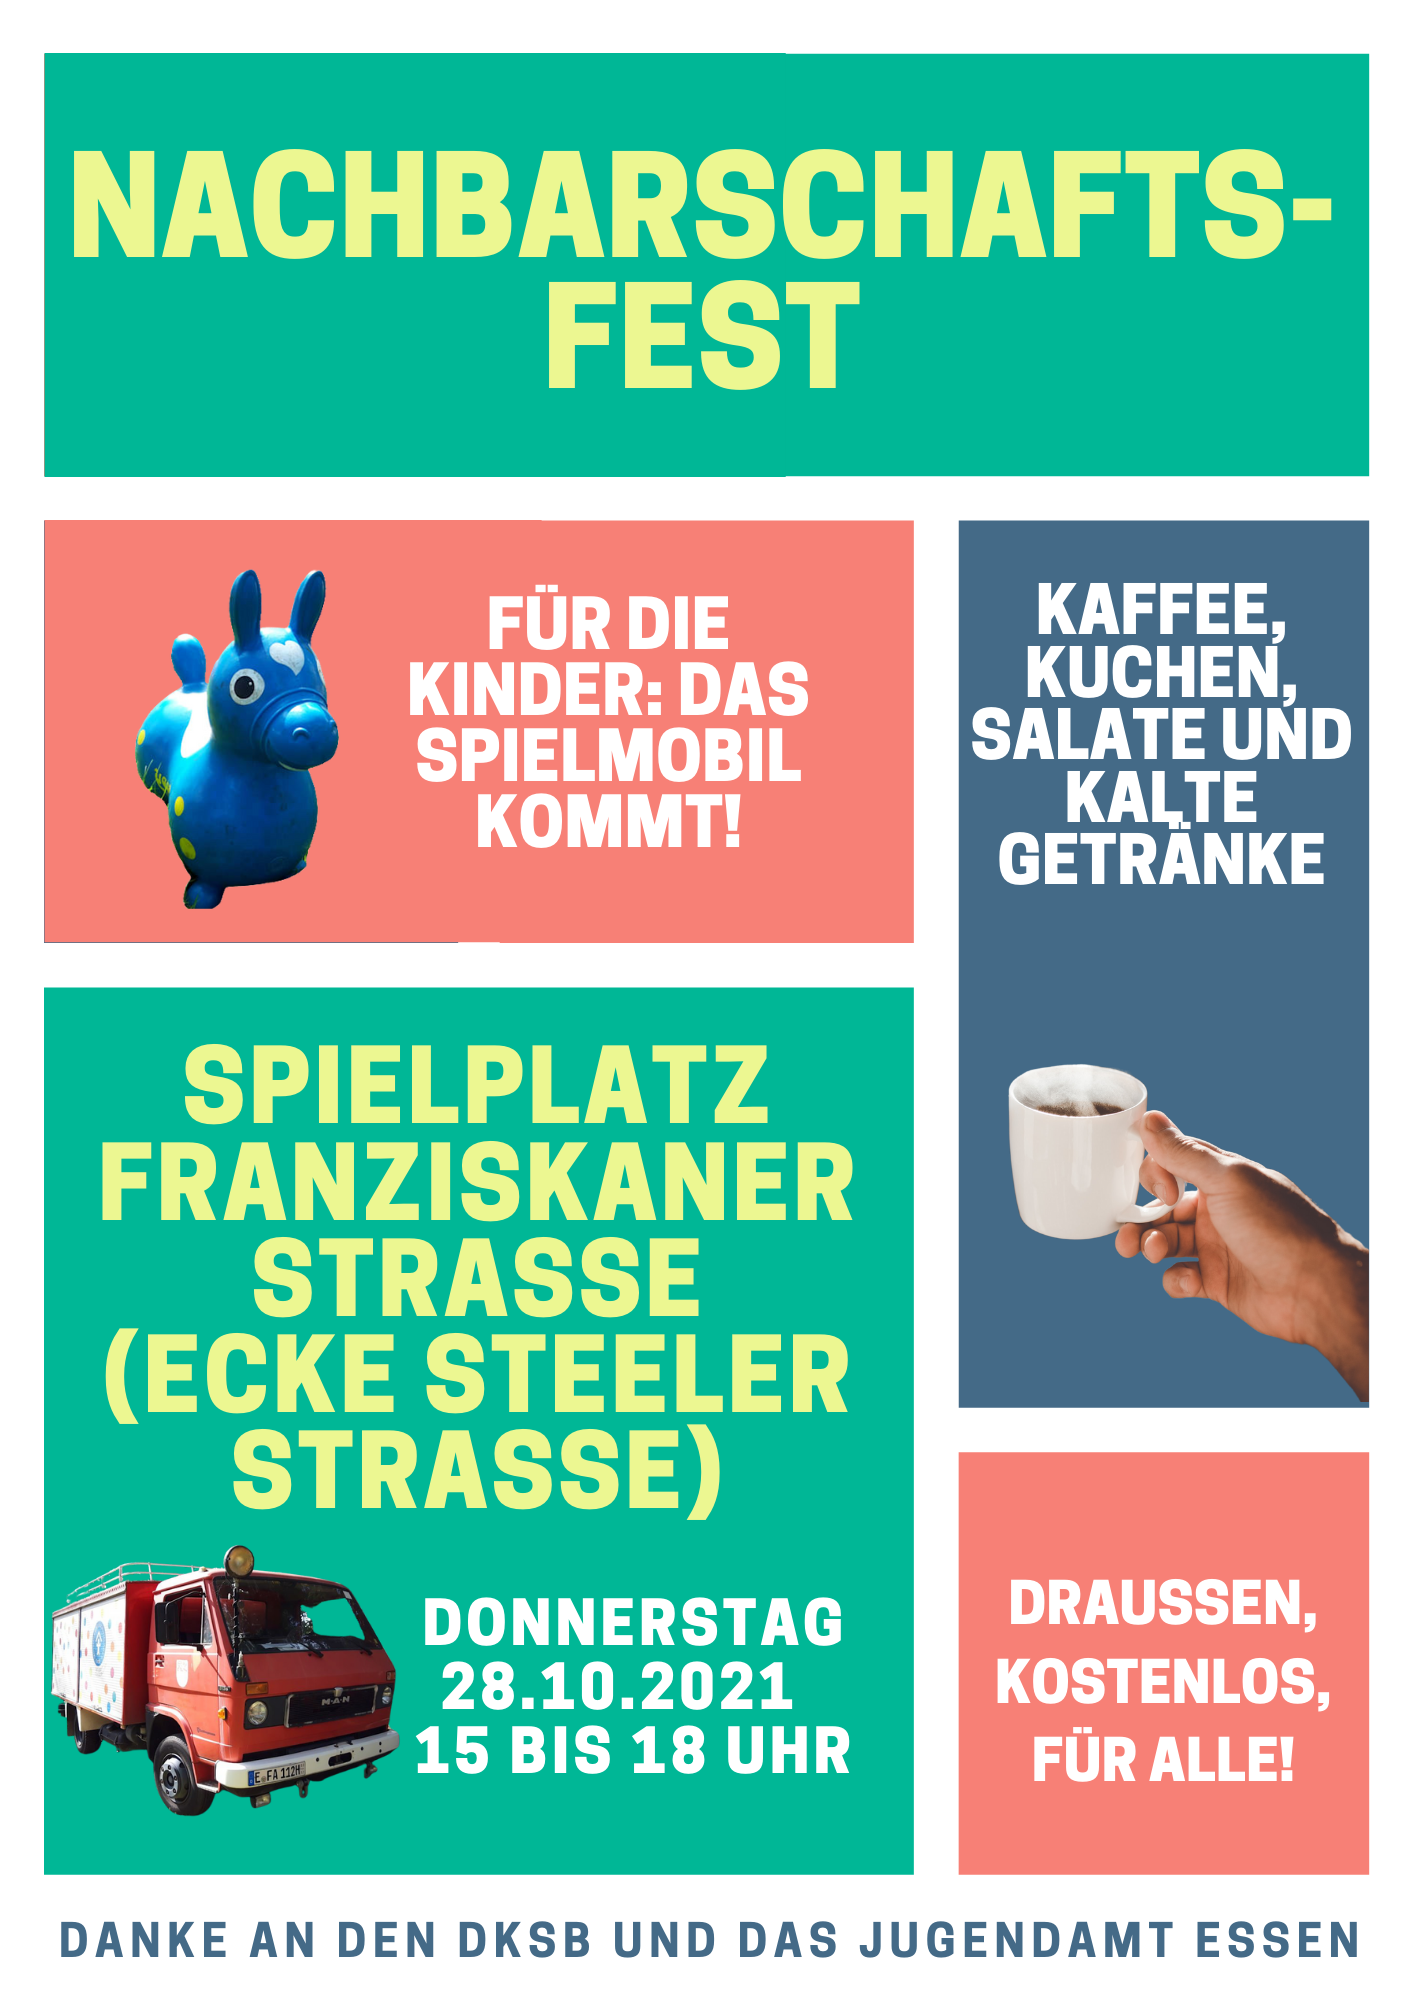 NACHBARSCHAFTS-
FEST
FÜR DIE
KINDER: DAS
SPIELMOBIL
KOMMT!
KAFFEE,
KUCHEN,
SALATE UND
KALTE
GETRÄNKE
SPIELPLATZ
FRANZISKANER
STRASSE
(ECKE STEELER
STRASSE)
M·A·N
E FA 112H
DONNERSTAG
28.10.2021
15 BIS 18 UHR
DRAUSSEN,
KOSTENLOS,
FÜR ALLE!
DANKE AN DEN DKSB UND DAS JUGENDAMT ESSEN